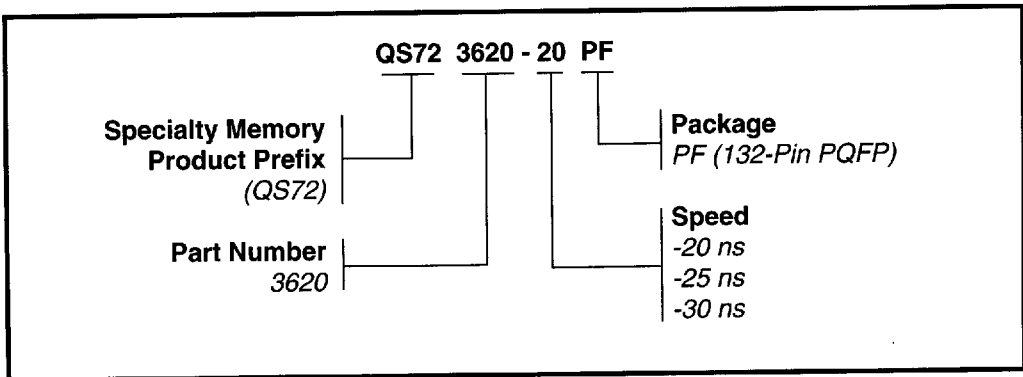 QS72 3620 - 20 PF
Specialty Memory
Product Prefix
(QS72)
Part Number
3620
Package
PF (132-Pin PQFP)
Speed
-20 ns
-25 ns
-30 ns